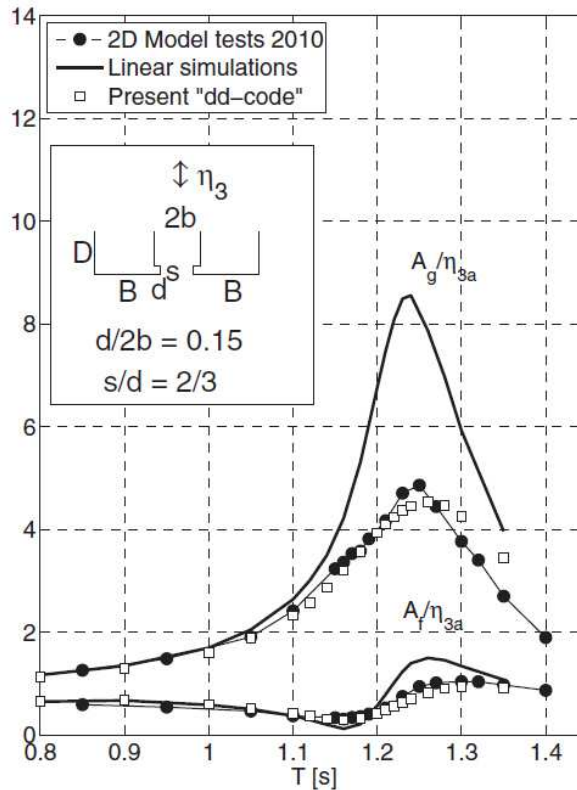 14
12
10
8
6
4
2
0
2D Model tests 2010
Linear simulations
Present "dd-code"
η3
2b
D
s
B
d
B
d/2b = 0.15
s/d = 2/3
Ag/η3a
Af/η3a
0.8 0.9 1 1.1 1.2 1.3 1.4
T [s]